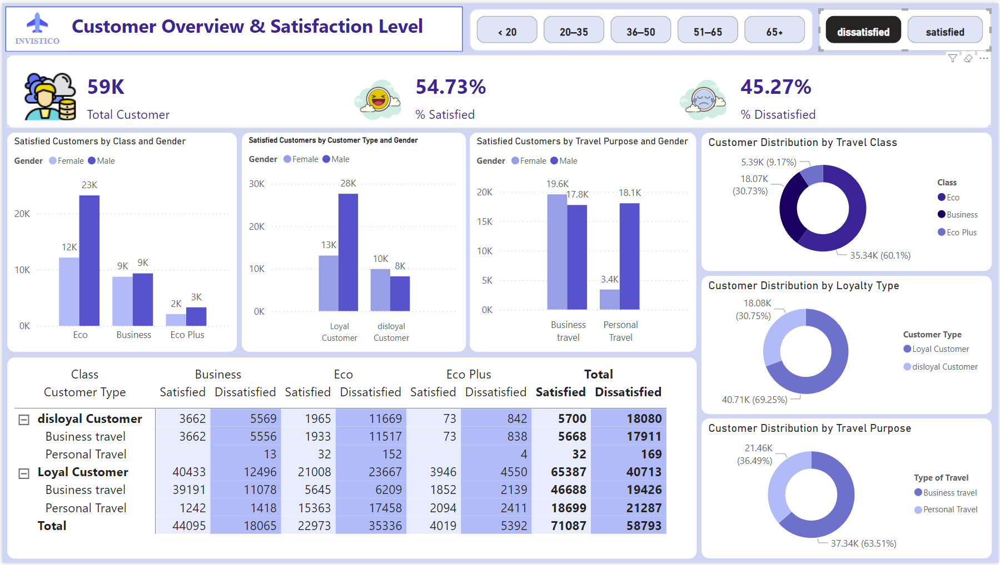 INVISTICO
Customer Overview & Satisfaction Level
< 20
20–35
36–50
51–65
65+
dissatisfied
satisfied
59K
Total Customer
54.73%
% Satisfied
45.27%
% Dissatisfied
Satisfied Customers by Class and Gender
Gender Female Male
20K
10K
0K
12K
23K
9K
9K
2K
3K
Eco
Business
Eco Plus
Satisfied Customers by Customer Type and Gender
Gender Female Male
30K
20K
10K
0K
13K
28K
10K
8K
Loyal
Customer
disloyal
Customer
Satisfied Customers by Travel Purpose and Gender
Gender Female Male
20K
15K
10K
5K
0K
19.6K
17.8K
3.4K
18.1K
Business
travel
Personal
Travel
Customer Distribution by Travel Class
5.39K (9.17%)
18.07K
(30.73%)
35.34K (60.1%)
Class
Eco
Business
Eco Plus
Customer Distribution by Loyalty Type
18.08K
(30.75%)
40.71K (69.25%)
Customer Type
Loyal Customer
disloyal Customer
Customer Distribution by Travel Purpose
21.46K
(36.49%)
37.34K (63.51%)
Type of Travel
Business travel
Personal Travel
Class Business Eco Eco Plus Total
Customer Type Satisfied Dissatisfied Satisfied Dissatisfied Satisfied Dissatisfied Satisfied Dissatisfied
disloyal Customer 3662 5569 1965 11669 73 842 5700 18080
Business travel 3662 5556 1933 11517 73 838 5668 17911
Personal Travel 13 32 152 4 32 169
Loyal Customer 40433 12496 21008 23667 3946 4550 65387 40713
Business travel 39191 11078 5645 6209 1852 2139 46688 19426
Personal Travel 1242 1418 15363 17458 2094 2411 18699 21287
Total 44095 18065 22973 35336 4019 5392 71087 58793